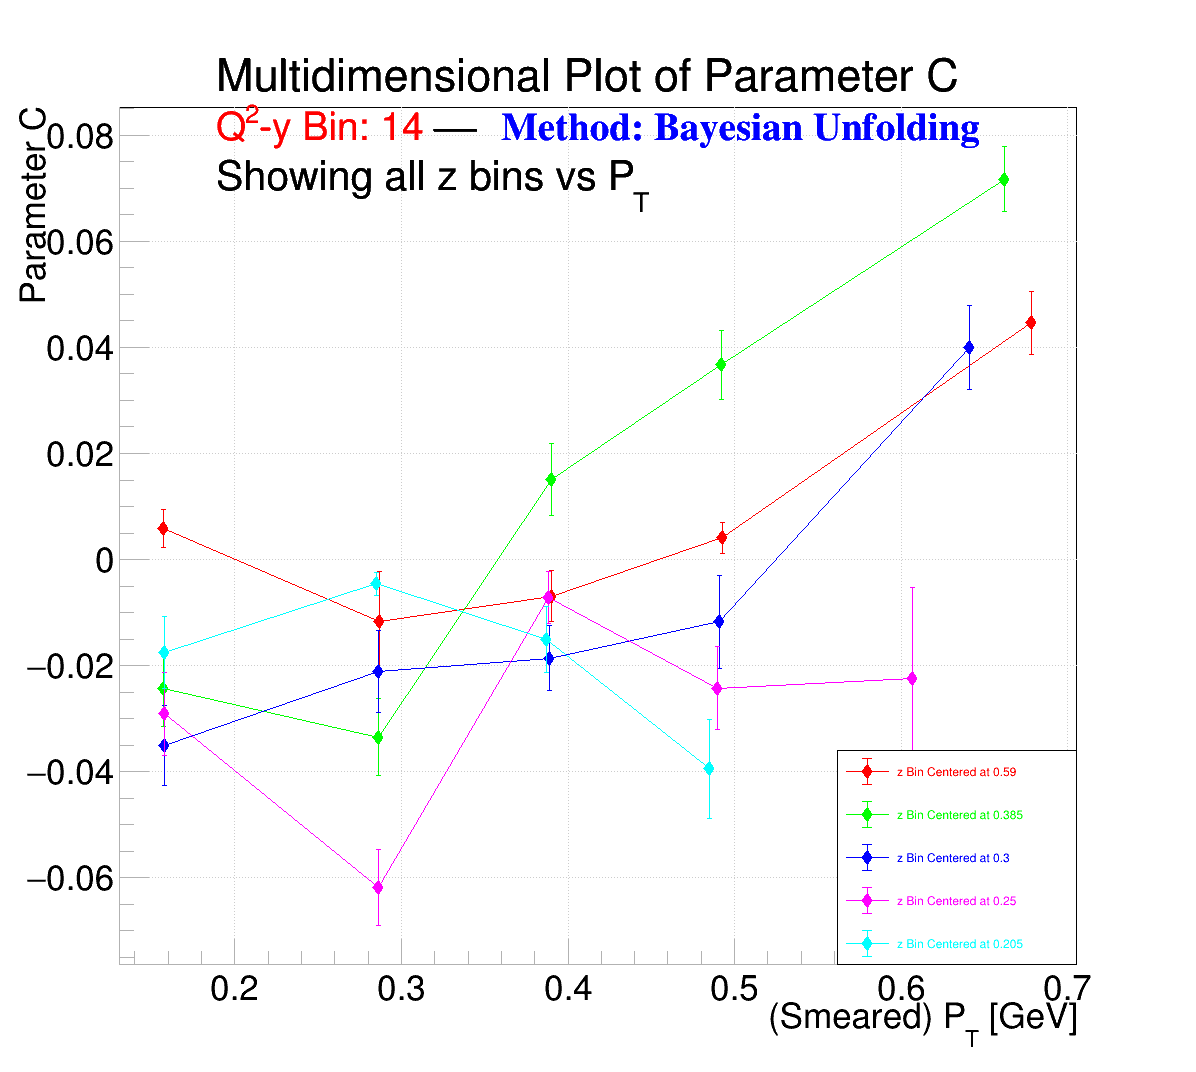 Multidimensional Plot of Parameter C
Q²-y Bin: 14 — Method: Bayesian Unfolding
Showing all z bins vs P_T
Parameter C
0.08
0.06
0.04
0.02
0
−0.02
−0.04
−0.06
z Bin Centered at 0.59
z Bin Centered at 0.385
z Bin Centered at 0.3
z Bin Centered at 0.25
z Bin Centered at 0.205
0.2 0.3 0.4 0.5 0.6 0.7
(Smeared) P_T [GeV]